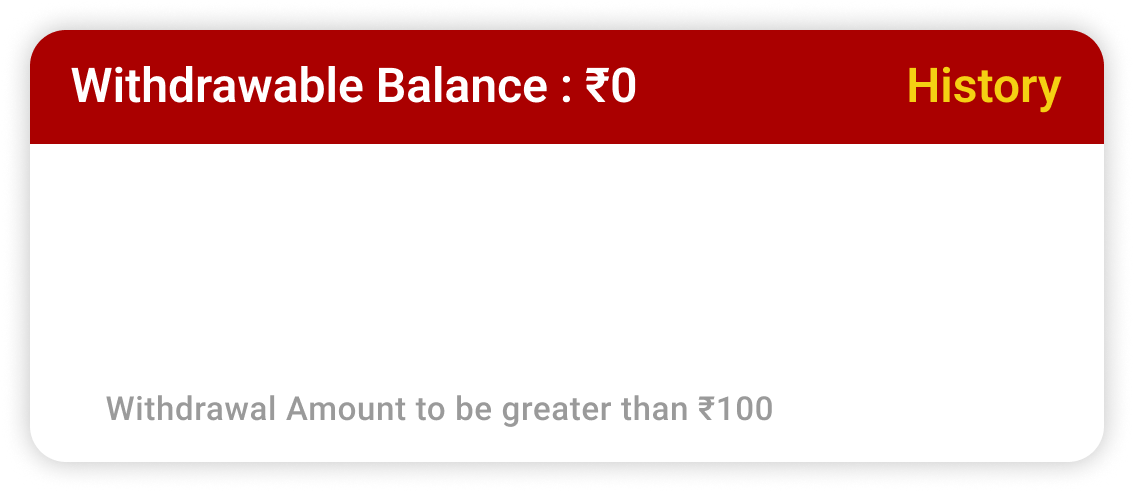 Withdrawable Balance : ₹0
History
Withdrawal Amount to be greater than ₹100